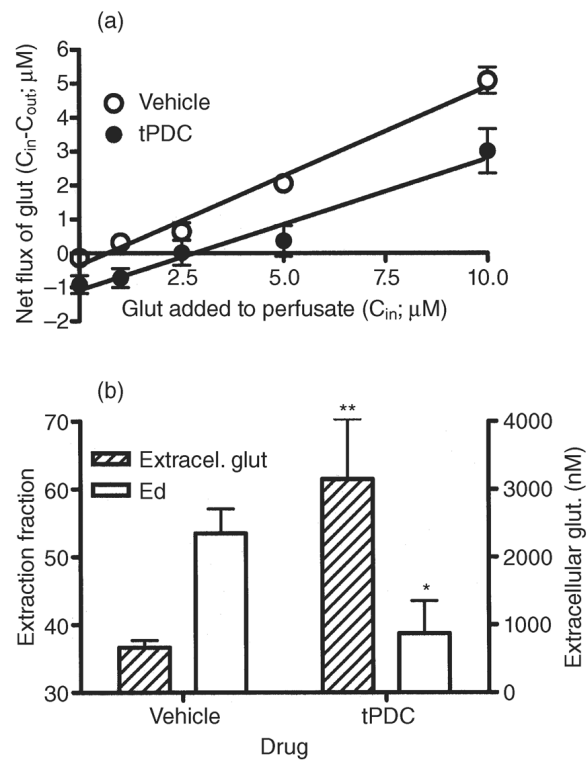 (a)
Net flux of glut (Cin-Cout; μM)
6
5
4
3
2
1
0
−1
−2
Vehicle
tPDC
2.5
5.0
7.5
10.0
Glut added to perfusate (Cin; μM)
(b)
Extraction fraction
70
60
50
40
30
Extracel. glut
Ed
**
*
4000
3000
2000
1000
0
Extracellular glut. (nM)
Vehicle
tPDC
Drug